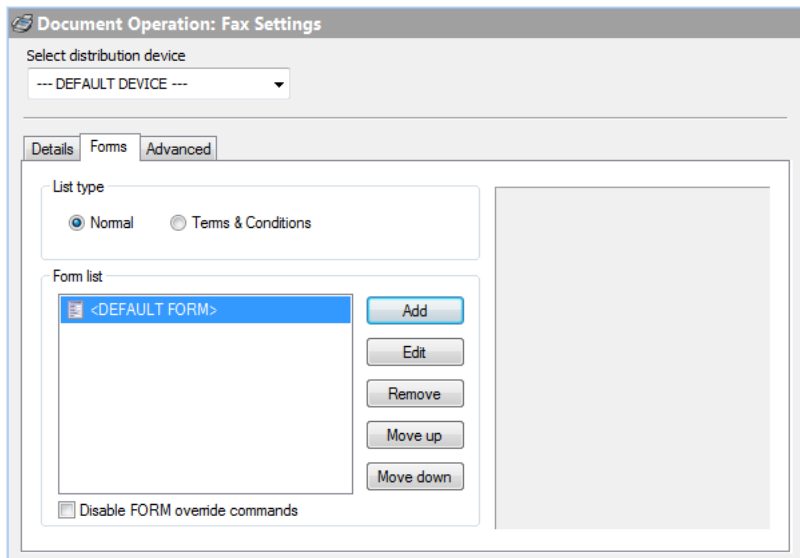 Document Operation: Fax Settings
Select distribution device
--- DEFAULT DEVICE ---
Details Forms Advanced
List type
Normal Terms & Conditions
Form list
<DEFAULT FORM>
Add
Edit
Remove
Move up
Move down
Disable FORM override commands